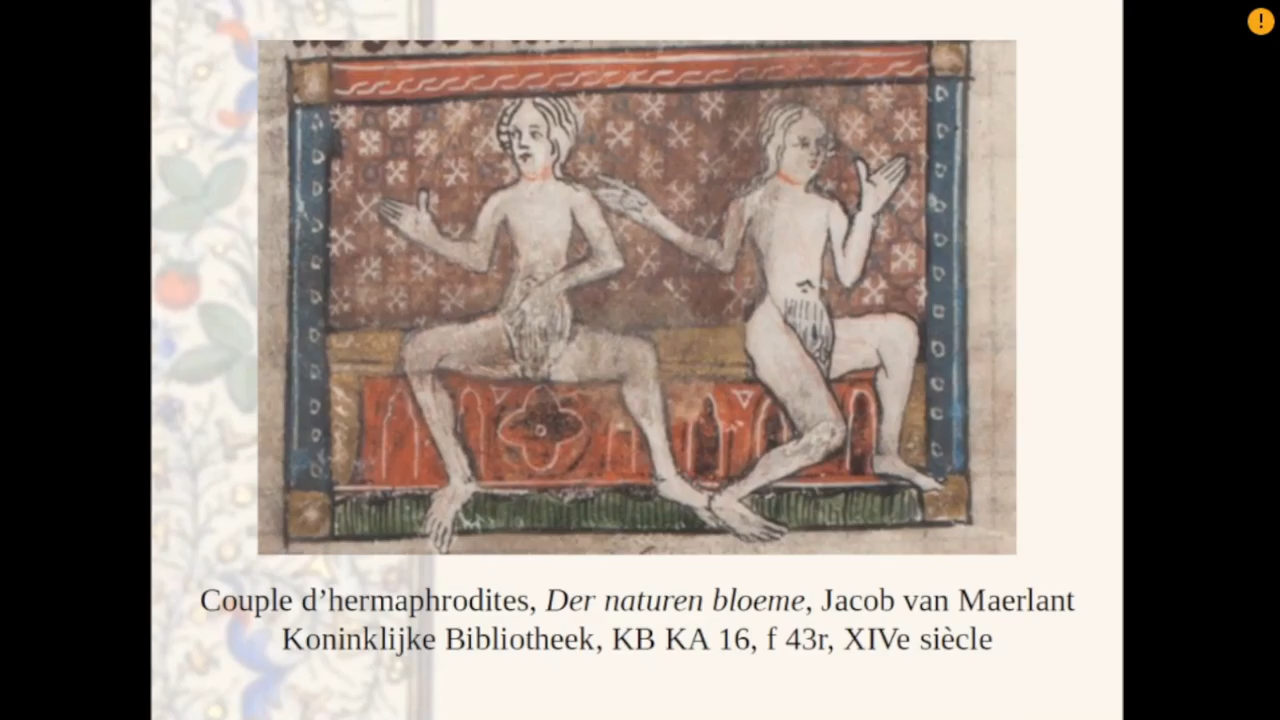 Couple d’hermaphrodites, Der naturen bloeme, Jacob van Maerlant
Koninklijke Bibliotheek, KB KA 16, f 43r, XIVe siècle